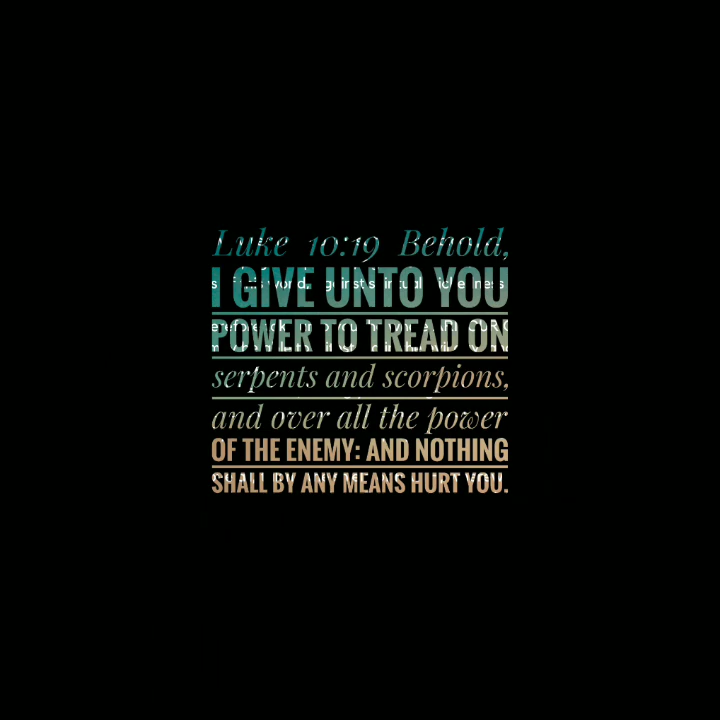 Luke 10:19 Behold,
I GIVE UNTO YOU
POWER TO TREAD ON
serpents and scorpions,
and over all the power
OF THE ENEMY: AND NOTHING
SHALL BY ANY MEANS HURT YOU.